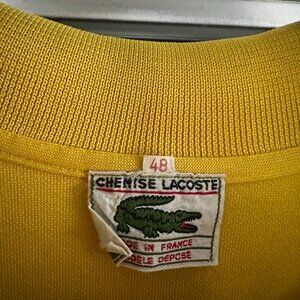 48
CHEMISE LACOSTE
DE IN FRANCE
DELE DEPOSE